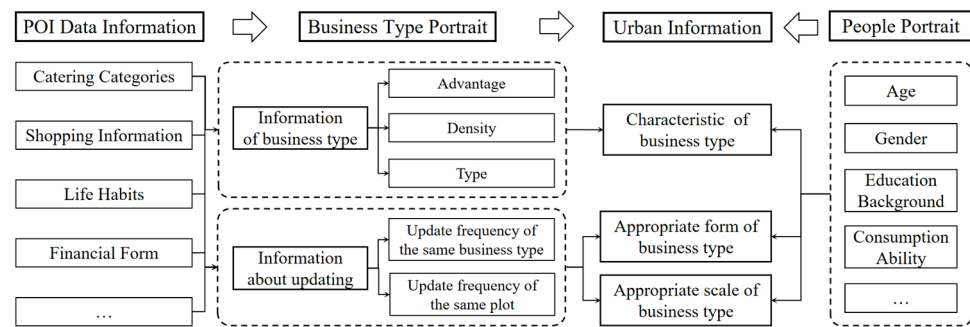 POI Data Information
Business Type Portrait
Urban Information
People Portrait
Catering Categories
Shopping Information
Life Habits
Financial Form
...
Information
of business type
Advantage
Density
Type
Information
about updating
Update frequency of
the same business type
Update frequency of
the same plot
Characteristic of
business type
Appropriate form of
business type
Appropriate scale of
business type
Age
Gender
Education
Background
Consumption
Ability
...